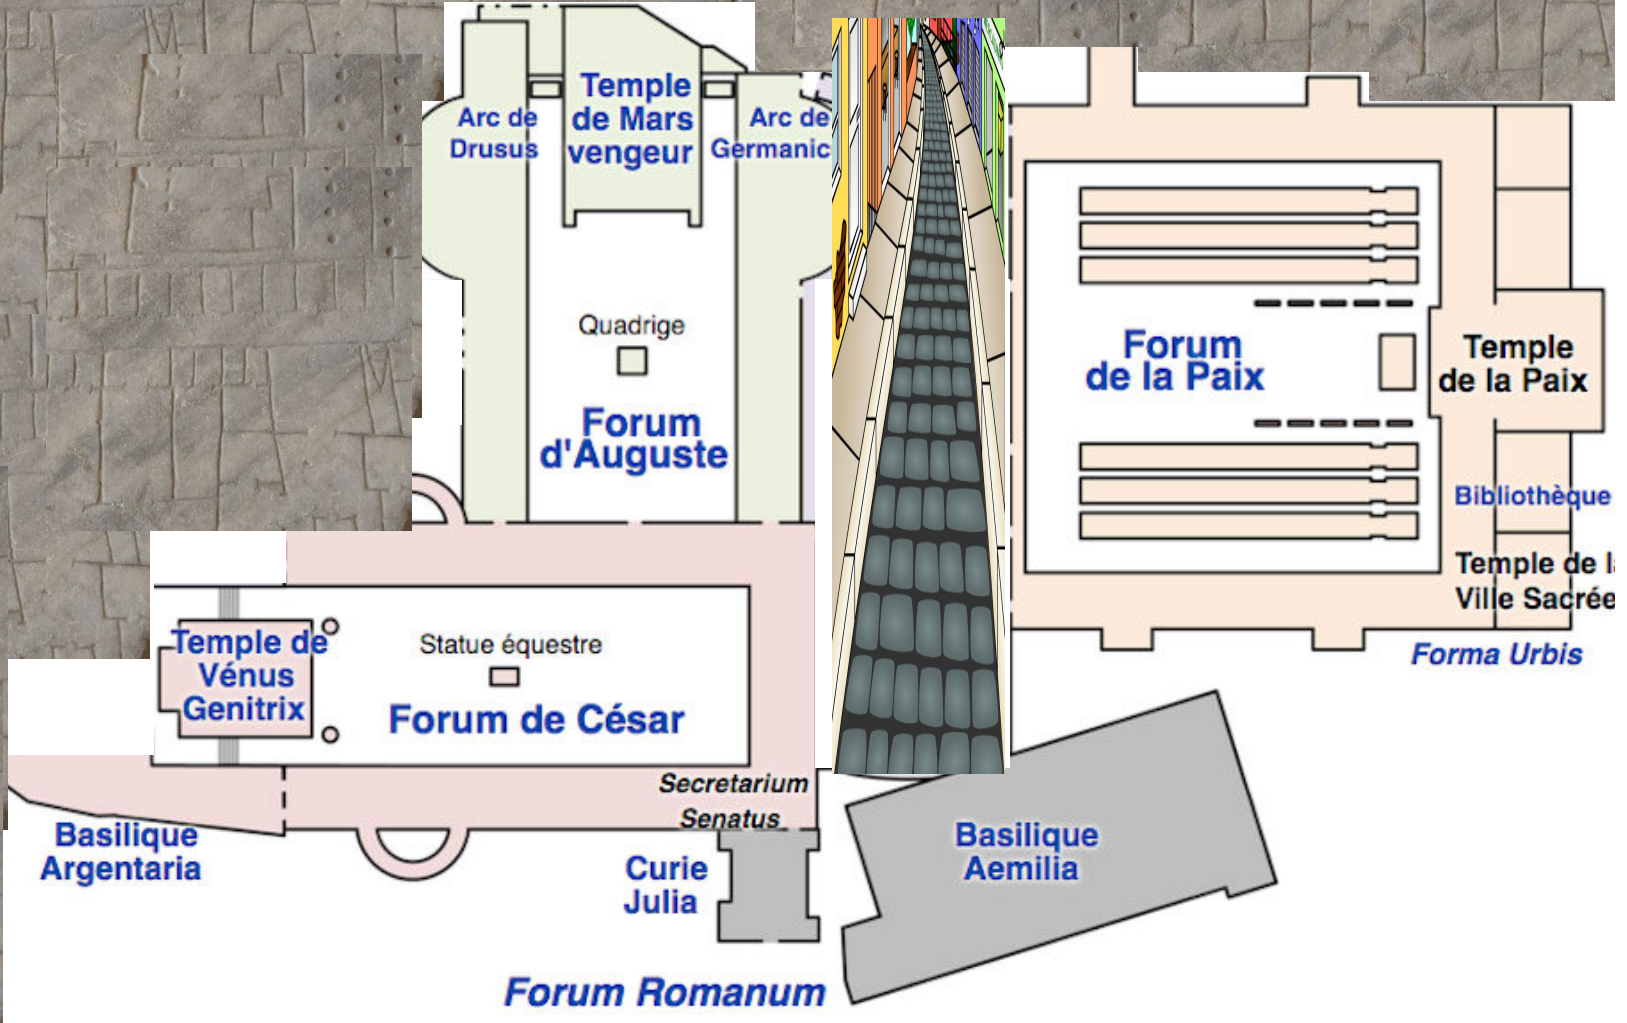 Temple
de Mars
vengeur
Arc de
Drusus
Arc de
Germanic
Quadrige
Forum
d'Auguste
Forum
de la Paix
Temple
de la Paix
Bibliothèque
Temple de la
Ville Sacrée
Forma Urbis
Temple de
Vénus
Genitrix
Statue équestre
Forum de César
Secretarium
Senatus
Basilique
Argentaria
Curie
Julia
Basilique
Aemilia
Forum Romanum